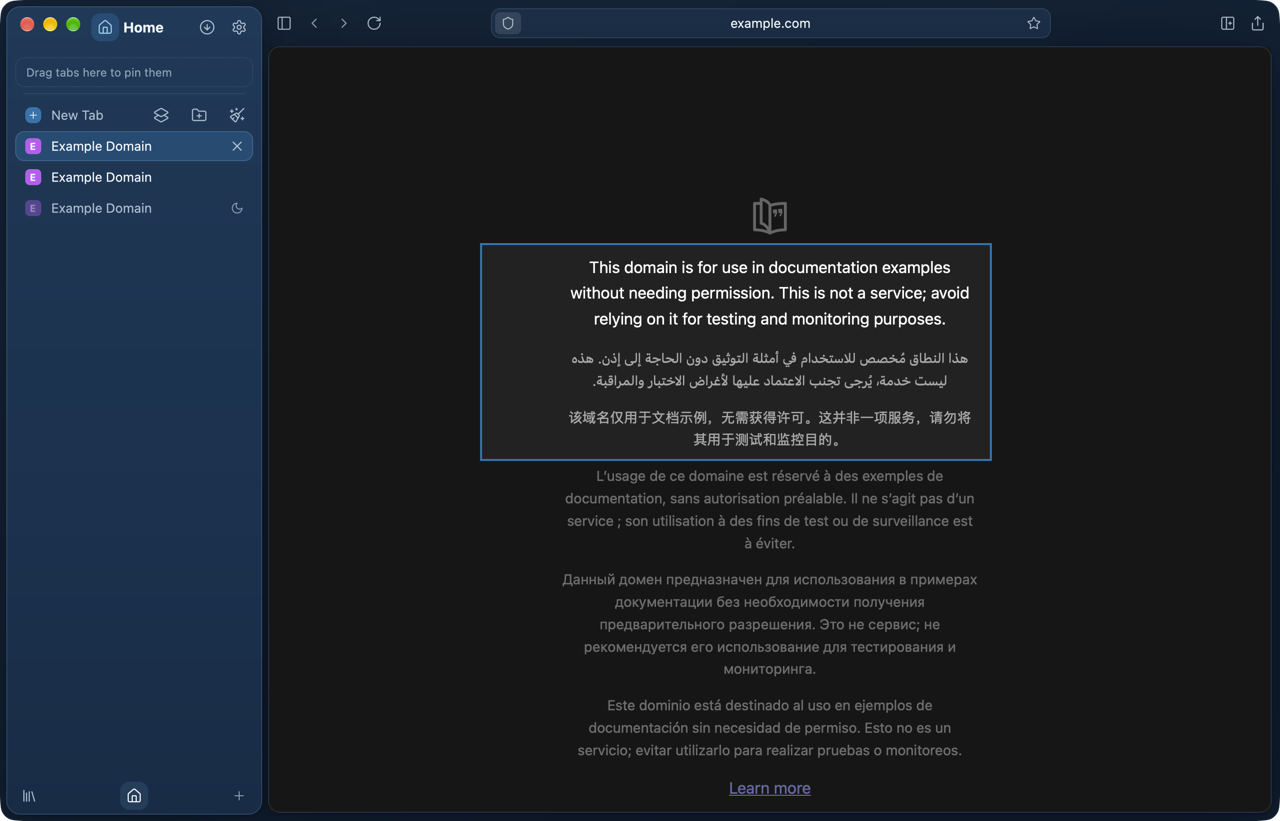 Home
example.com
Drag tabs here to pin them
New Tab
E Example Domain
E Example Domain
E Example Domain
This domain is for use in documentation examples
without needing permission. This is not a service; avoid
relying on it for testing and monitoring purposes.
هذا النطاق مُخصص للاستخدام في أمثلة التوثيق دون الحاجة إلى إذن. هذه
ليست خدمة، يُرجى تجنب الاعتماد عليها لأغراض الاختبار والمراقبة.
该域名仅用于文档示例，无需获得许可。这并非一项服务，请勿将
其用于测试和监控目的。
L’usage de ce domaine est réservé à des exemples de
documentation, sans autorisation préalable. Il ne s’agit pas d’un
service ; son utilisation à des fins de test ou de surveillance est
à éviter.
Данный домен предназначен для использования в примерах
документации без необходимости получения
предварительного разрешения. Это не сервис; не
рекомендуется его использование для тестирования и
мониторинга.
Este dominio está destinado al uso en ejemplos de
documentación sin necesidad de permiso. Esto no es un
servicio; evitar utilizarlo para realizar pruebas o monitoreos.
Learn more